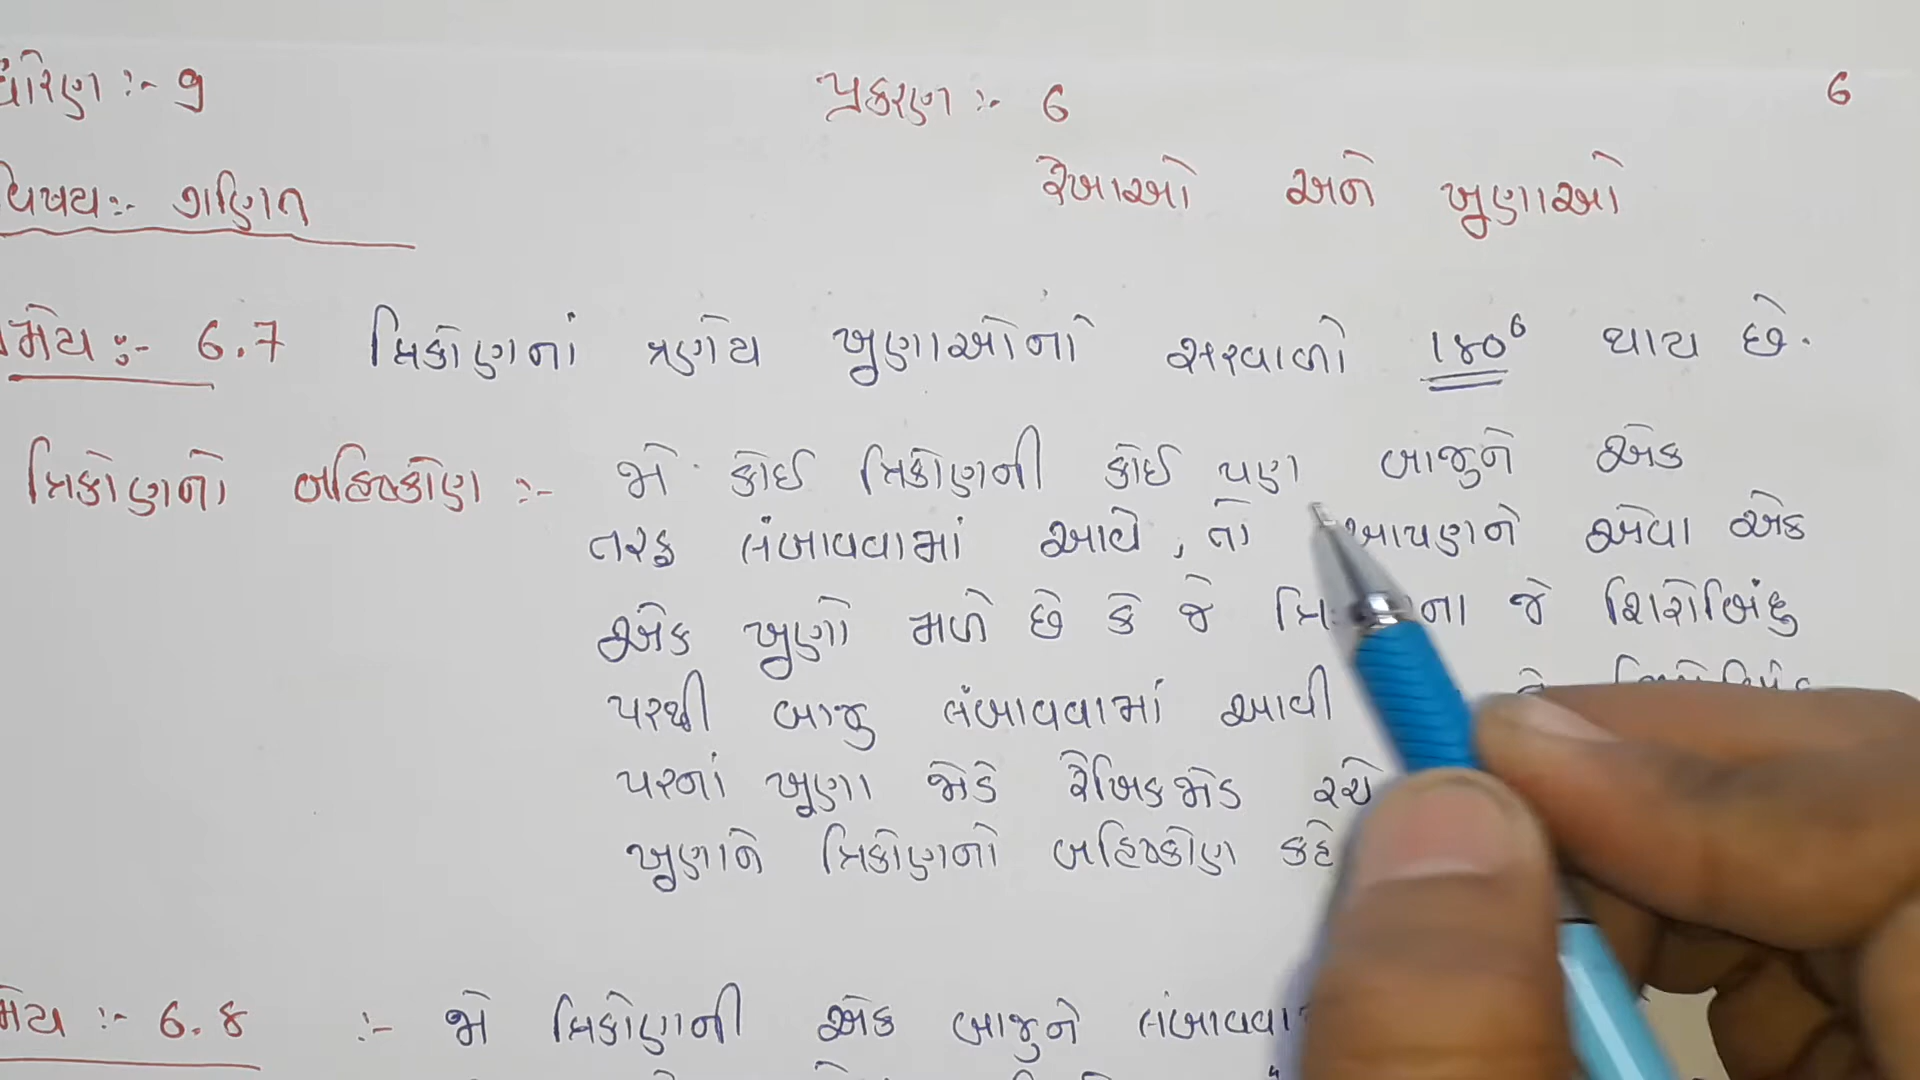 ધોરણ :- 9 પ્રકરણ :- 6 6
વિષય :- ગણિત રેખાઓ અને ખૂણાઓ
પ્રમેય :- 6.7 ત્રિકોણનાં ત્રણેય ખૂણાઓનો સરવાળો 180° થાય છે.
ત્રિકોણનો બહિષ્કોણ :- જો કોઈ ત્રિકોણની કોઈ પણ બાજુને એક
તરફ લંબાવવામાં આવે, તો આપણને એવા એક
એક ખૂણો મળે છે કે જે ના જે શિરોબિંદુ
પરથી બાજુ લંબાવવામાં આવી
પરનાં ખૂણા જોડે રૈખિકજોડ રચે
ખૂણાને ત્રિકોણનો બહિષ્કોણ કહે
મેય :- 6.8 :- જો ત્રિકોણની એક બાજુને